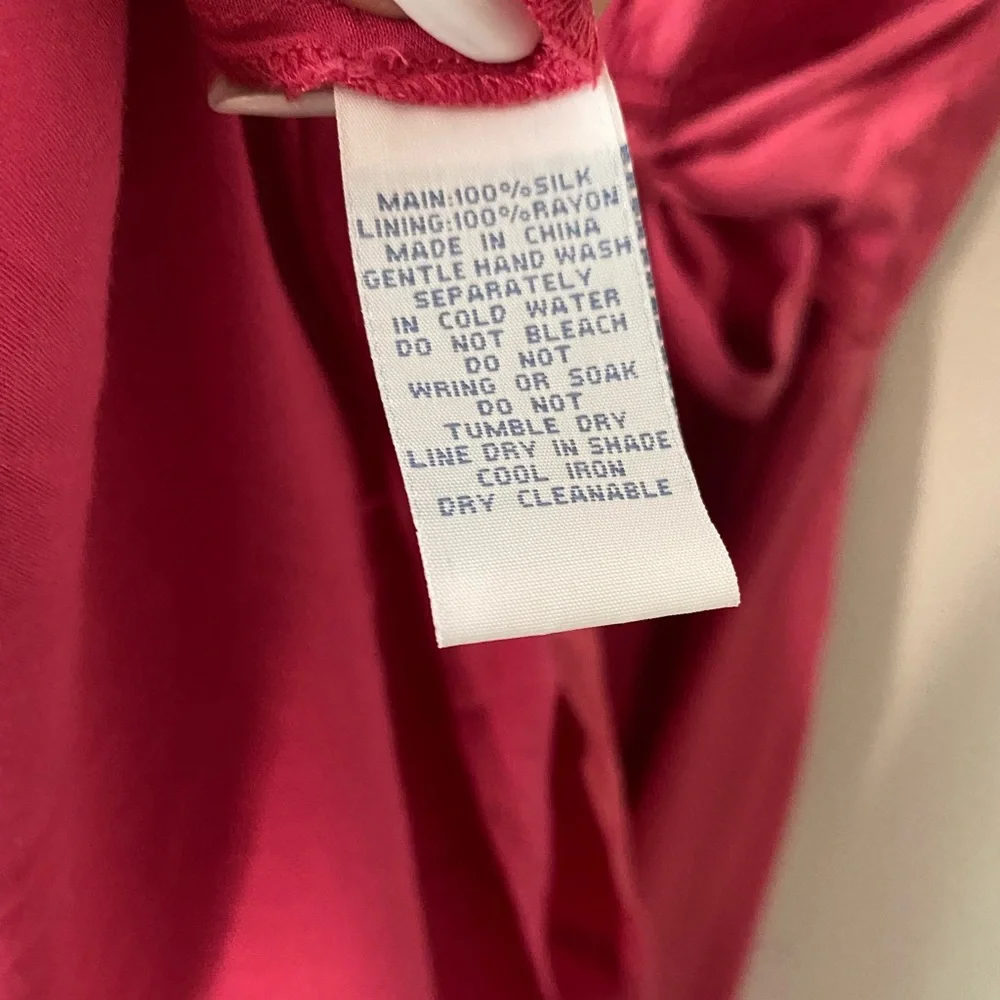 MAIN:100%SILK
LINING:100%RAYON
MADE IN CHINA
GENTLE HAND WASH
SEPARATELY
IN COLD WATER
DO NOT BLEACH
DO NOT
WRING OR SOAK
DO NOT
TUMBLE DRY
LINE DRY IN SHADE
COOL IRON
DRY CLEANABLE